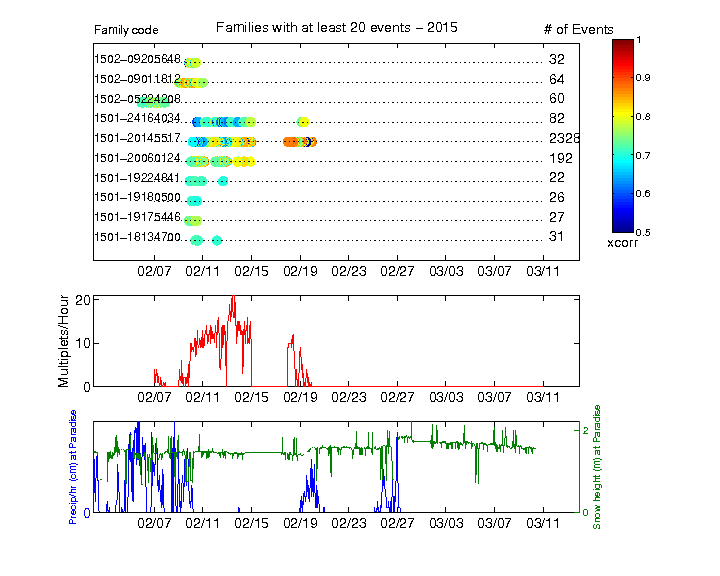 Family code
Families with at least 20 events – 2015
# of Events
1502–09205648 32
1502–09011812 64
1502–05224208 60
1501–24164034 82
1501–20145517 2328
1501–20060124 192
1501–19224841 22
1501–19180500 26
1501–19175446 27
1501–18134700 31
02/07 02/11 02/15 02/19 02/23 02/27 03/03 03/07 03/11
1
0.9
0.8
0.7
0.6
0.5
xcorr
Multiplets/Hour
20
10
0
02/07 02/11 02/15 02/19 02/23 02/27 03/03 03/07 03/11
Precip/hr (cm) at Paradise
0
2
0
Snow height (m) at Paradise
02/07 02/11 02/15 02/19 02/23 02/27 03/03 03/07 03/11